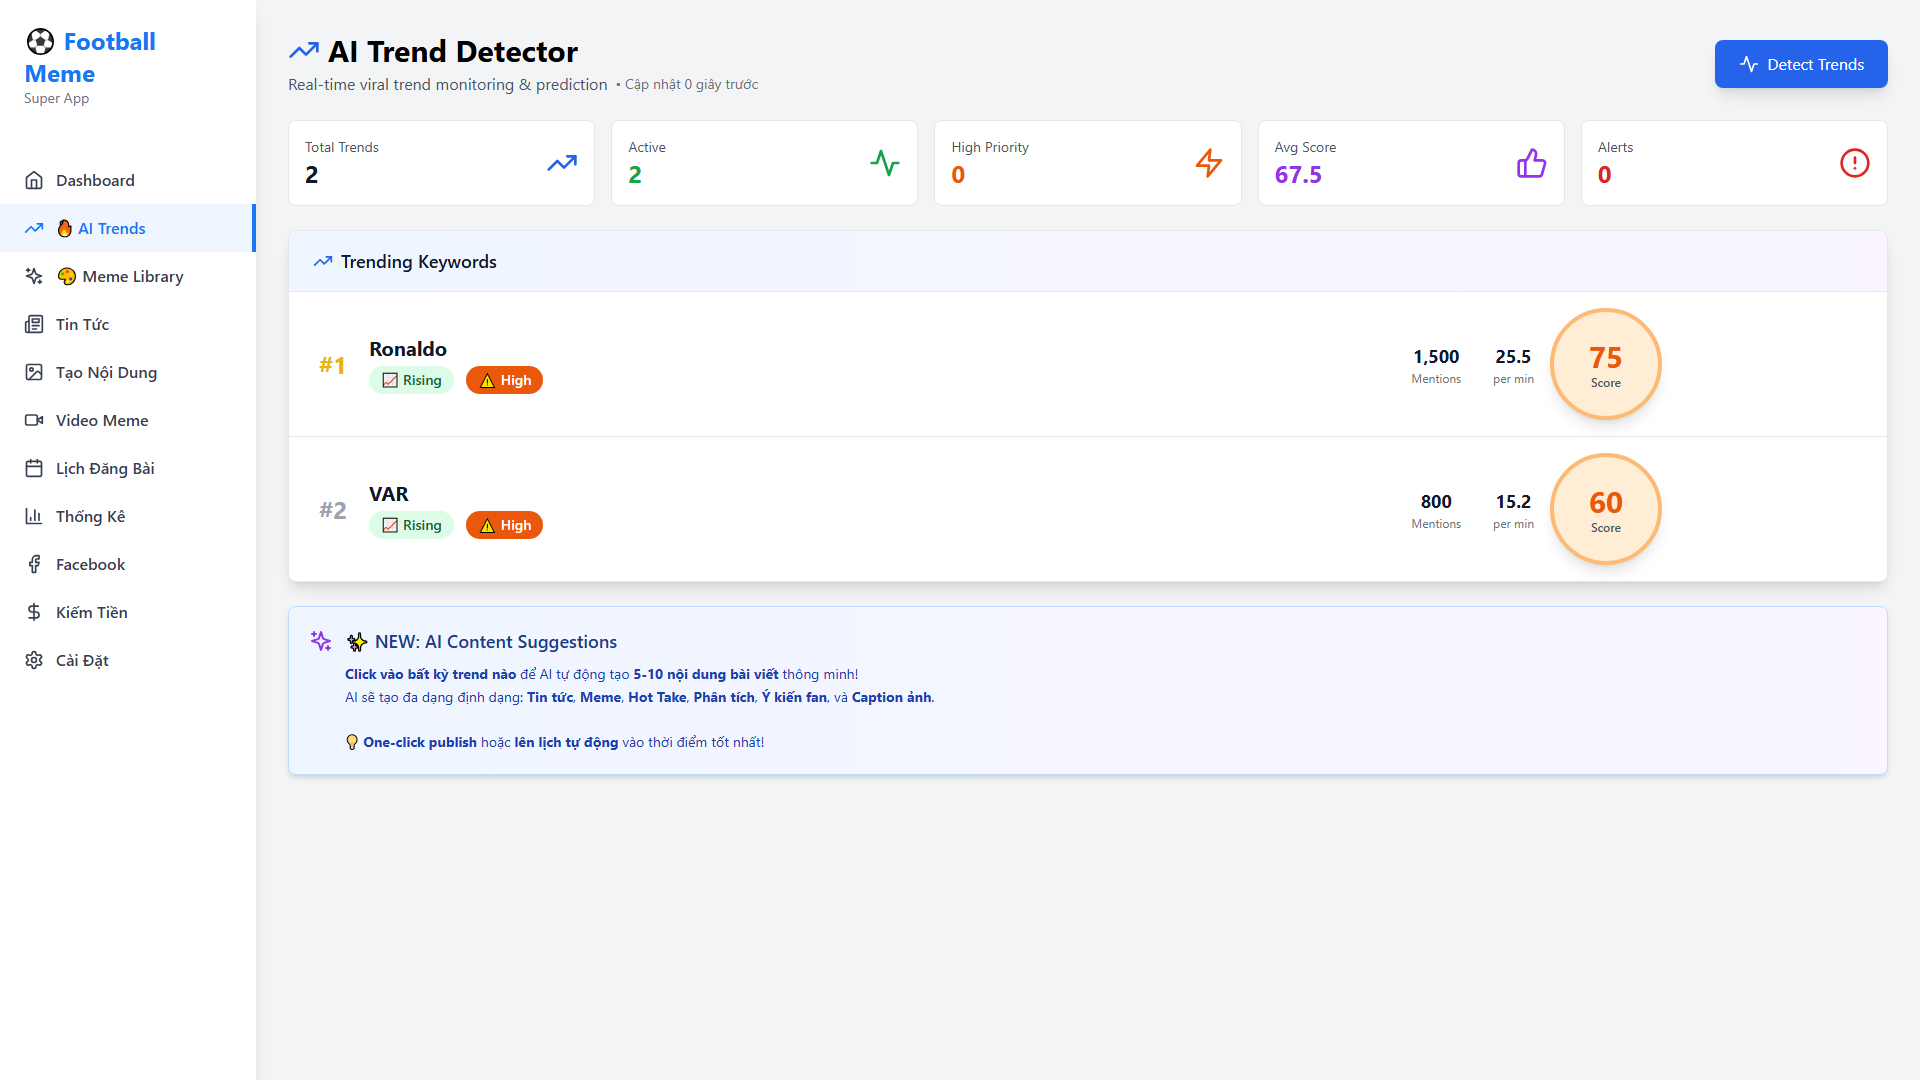 Football
Meme
Super App
Dashboard
🔥 AI Trends
🎨 Meme Library
Tin Tức
Tạo Nội Dung
Video Meme
Lịch Đăng Bài
Thống Kê
Facebook
Kiếm Tiền
Cài Đặt
AI Trend Detector
Real-time viral trend monitoring & prediction • Cập nhật 0 giây trước
Detect Trends
Total Trends
2
Active
2
High Priority
0
Avg Score
67.5
Alerts
0
Trending Keywords
#1
Ronaldo
📈 Rising ⚠️ High
1,500
Mentions
25.5
per min
75
Score
#2
VAR
📈 Rising ⚠️ High
800
Mentions
15.2
per min
60
Score
✨ NEW: AI Content Suggestions
Click vào bất kỳ trend nào để AI tự động tạo 5-10 nội dung bài viết thông minh!
AI sẽ tạo đa dạng định dạng: Tin tức, Meme, Hot Take, Phân tích, Ý kiến fan, và Caption ảnh.
💡 One-click publish hoặc lên lịch tự động vào thời điểm tốt nhất!